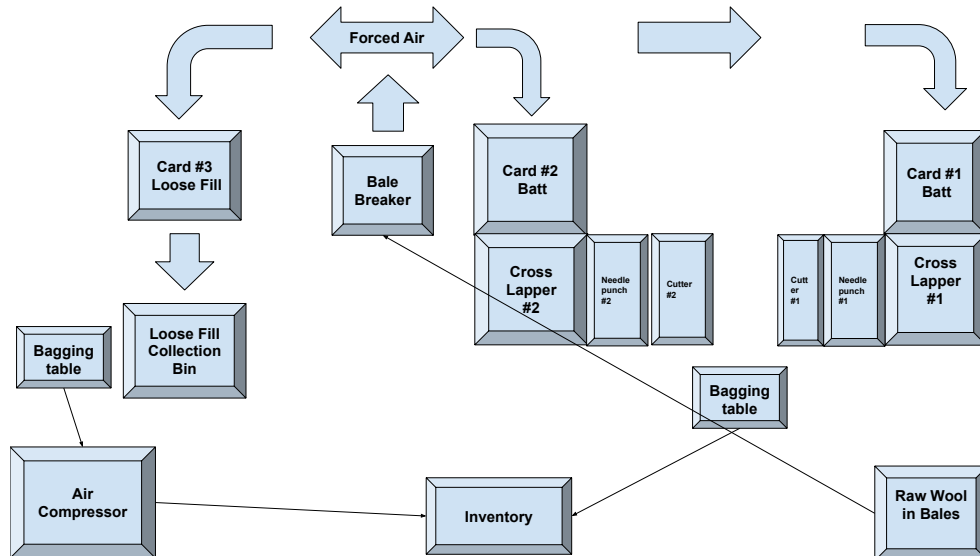 Forced Air
Card #3
Loose Fill
Bale
Breaker
Card #2
Batt
Card #1
Batt
Cross
Lapper
#2
Needle
punch
#2
Cutter
#2
Cutt
er
#1
Needle
punch
#1
Cross
Lapper
#1
Bagging
table
Loose Fill
Collection
Bin
Bagging
table
Air
Compressor
Inventory
Raw Wool
in Bales